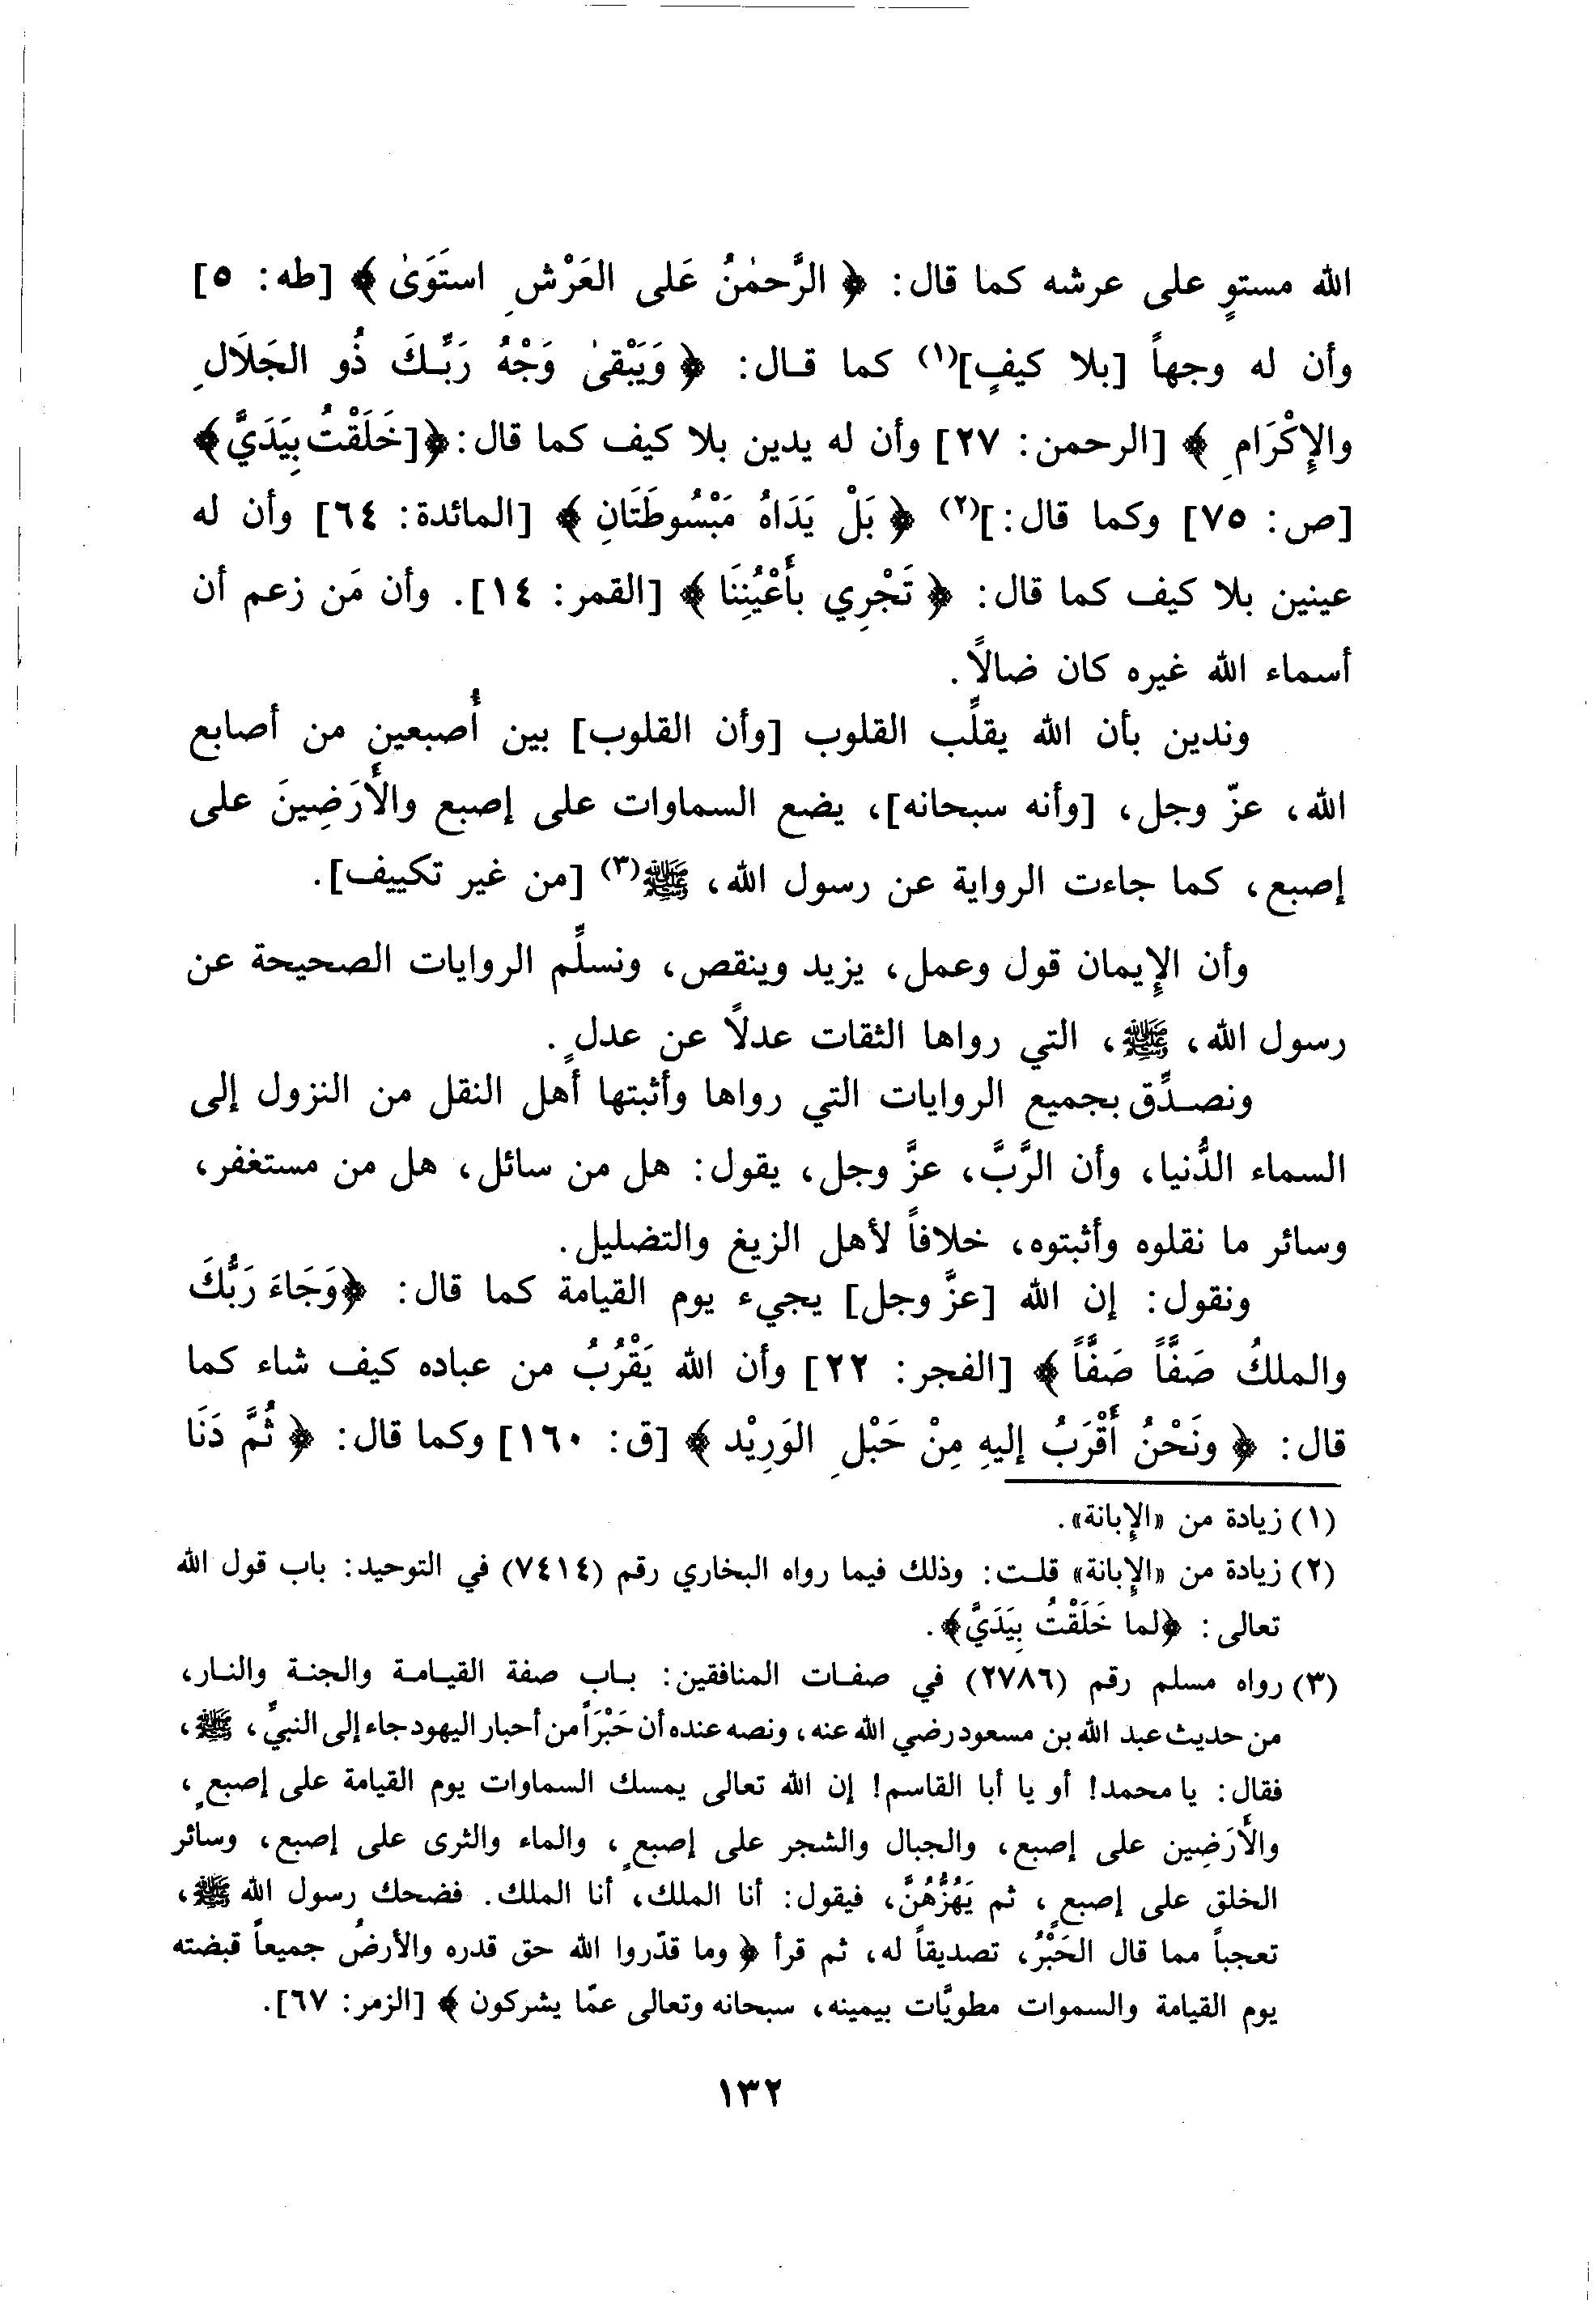 الله مستوٍ على عرشه كما قال: ﴿ الرَّحمٰنُ عَلى العَرْشِ استَوَىٰ ﴾ [طه: ٥]
وأن له وجهاً [بلا كيفٍ](١) كما قال: ﴿ وَيَبْقىٰ وَجْهُ رَبِّكَ ذُو الجَلَالِ
والإِكْرَامِ ﴾ [الرحمن: ٢٧] وأن له يدين بلا كيف كما قال: ﴿[خَلَقْتُ بِيَدَيَّ﴾
[ص: ٧٥] وكما قال:](٢) ﴿ بَلْ يَدَاهُ مَبْسُوطَتَانِ ﴾ [المائدة: ٦٤] وأن له
عينين بلا كيف كما قال: ﴿ تَجْرِي بأَعْيُنِنَا ﴾ [القمر: ١٤]. وأن مَن زعم أن
أسماء الله غيره كان ضالاً.
وندين بأن الله يقلِّب القلوب [وأن القلوب] بين أُصبعين من أصابع
الله، عزّ وجل، [وأنه سبحانه]، يضع السماوات على إصبع والأَرَضِينَ على
إصبع، كما جاءت الرواية عن رسول الله، ﷺ(٣) [من غير تكييف].
وأن الإِيمان قول وعمل، يزيد وينقص، ونسلِّم الروايات الصحيحة عن
رسول الله، ﷺ، التي رواها الثقات عدلاً عن عدلٍ.
ونصدِّق بجميع الروايات التي رواها وأثبتها أهل النقل من النزول إلى
السماء الدُّنيا، وأن الرَّبَّ، عزَّ وجل، يقول: هل من سائل، هل من مستغفر،
وسائر ما نقلوه وأثبتوه، خلافاً لأهل الزيغ والتضليل.
ونقول: إن الله [عزَّ وجل] يجيء يوم القيامة كما قال: ﴿وَجَاءَ رَبُّكَ
والملكُ صَفَّاً صَفَّاً ﴾ [الفجر: ٢٢] وأن الله يَقْرُبُ من عباده كيف شاء كما
قال: ﴿ ونَحْنُ أَقْرَبُ إليهِ مِنْ حَبْلِ الوَرِيْد ﴾ [ق: ١٦٠] وكما قال: ﴿ ثُمَّ دَنَا
(١) زيادة من «الإِبانة».
(٢) زيادة من «الإِبانة» قلت: وذلك فيما رواه البخاري رقم (٧٤١٤) في التوحيد: باب قول الله
تعالى: ﴿لما خَلَقْتُ بِيَدَيَّ﴾.
(٣) رواه مسلم رقم (٢٧٨٦) في صفات المنافقين: باب صفة القيامة والجنة والنار،
من حديث عبد الله بن مسعود رضي الله عنه، ونصه عنده أن حَبْرَاً من أحبار اليهود جاء إلى النبيِّ، ﷺ،
فقال: يا محمد! أو يا أبا القاسم! إن الله تعالى يمسك السماوات يوم القيامة على إصبعٍ،
والأَرَضِين على إصبع، والجبال والشجر على إصبعٍ، والماء والثرى على إصبع، وسائر
الخلق على إصبعٍ، ثم يَهُزُّهُنَّ، فيقول: أنا الملك، أنا الملك. فضحك رسول الله ﷺ،
تعجباً مما قال الحَبْرُ، تصديقاً له، ثم قرأ ﴿ وما قدّروا الله حق قدره والأرضُ جميعاً قبضته
يوم القيامة والسموات مطويَّات بيمينه، سبحانه وتعالى عمّا يشركون ﴾ [الزمر: ٦٧].
١٣٢